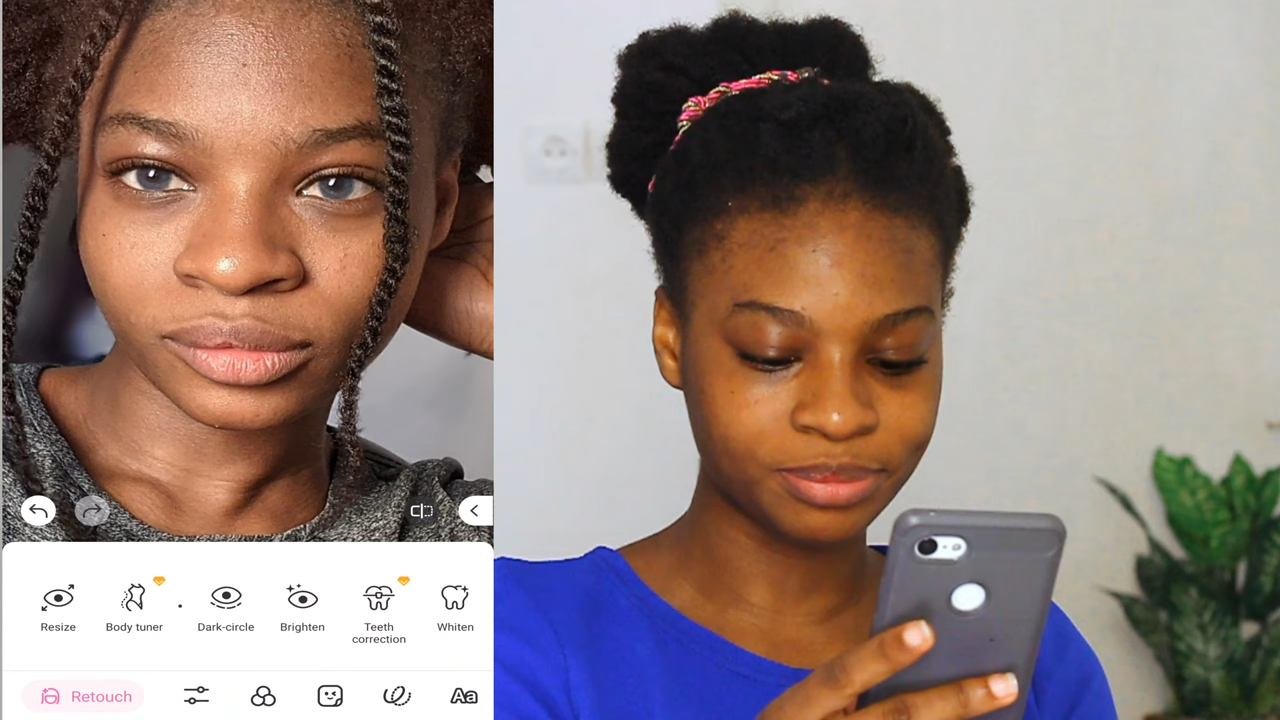 Resize
Body tuner
Dark-circle
Brighten
Teeth
correction
Whiten
Retouch
Aa